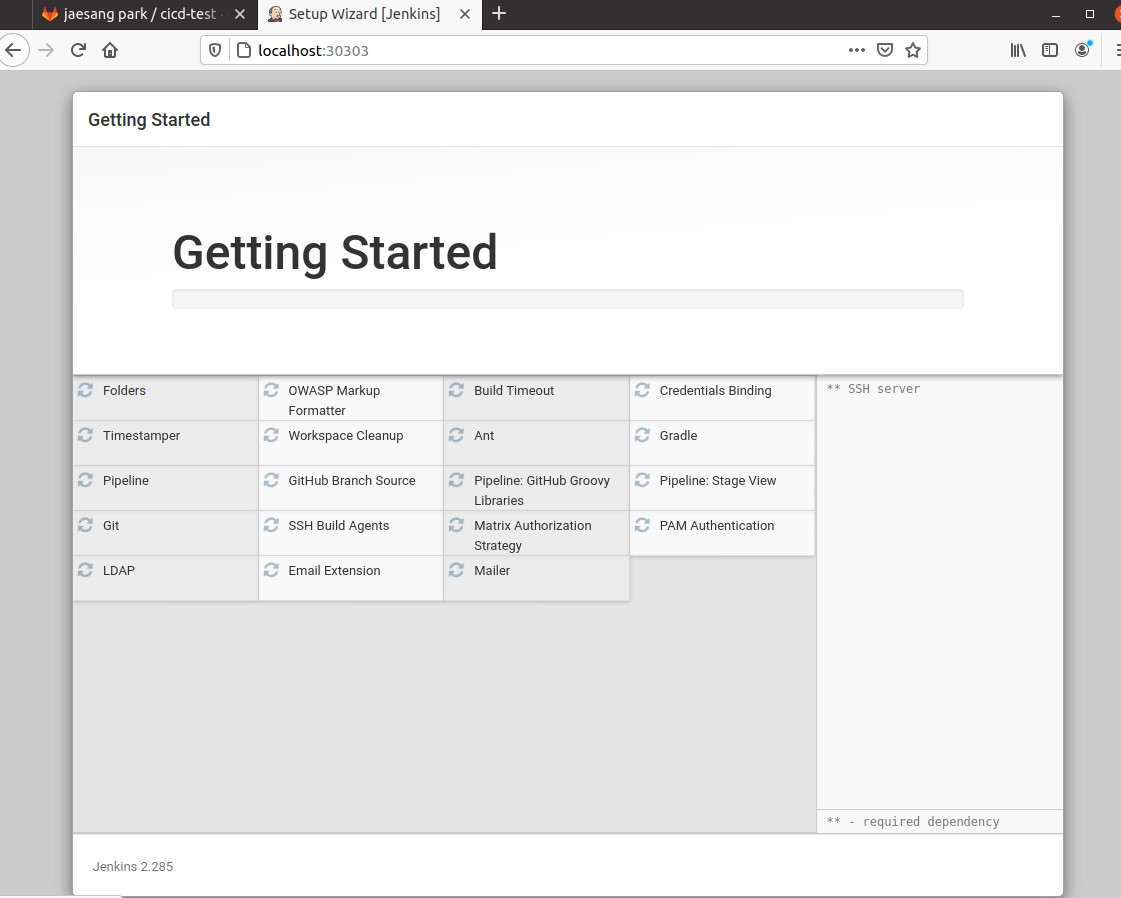 jaesang park / cicd-test ·
Setup Wizard [Jenkins]
localhost:30303
Getting Started
Getting Started
Folders
OWASP Markup
Formatter
Build Timeout
Credentials Binding
Timestamper
Workspace Cleanup
Ant
Gradle
Pipeline
GitHub Branch Source
Pipeline: GitHub Groovy
Libraries
Pipeline: Stage View
Git
SSH Build Agents
Matrix Authorization
Strategy
PAM Authentication
LDAP
Email Extension
Mailer
** SSH server
** - required dependency
Jenkins 2.285